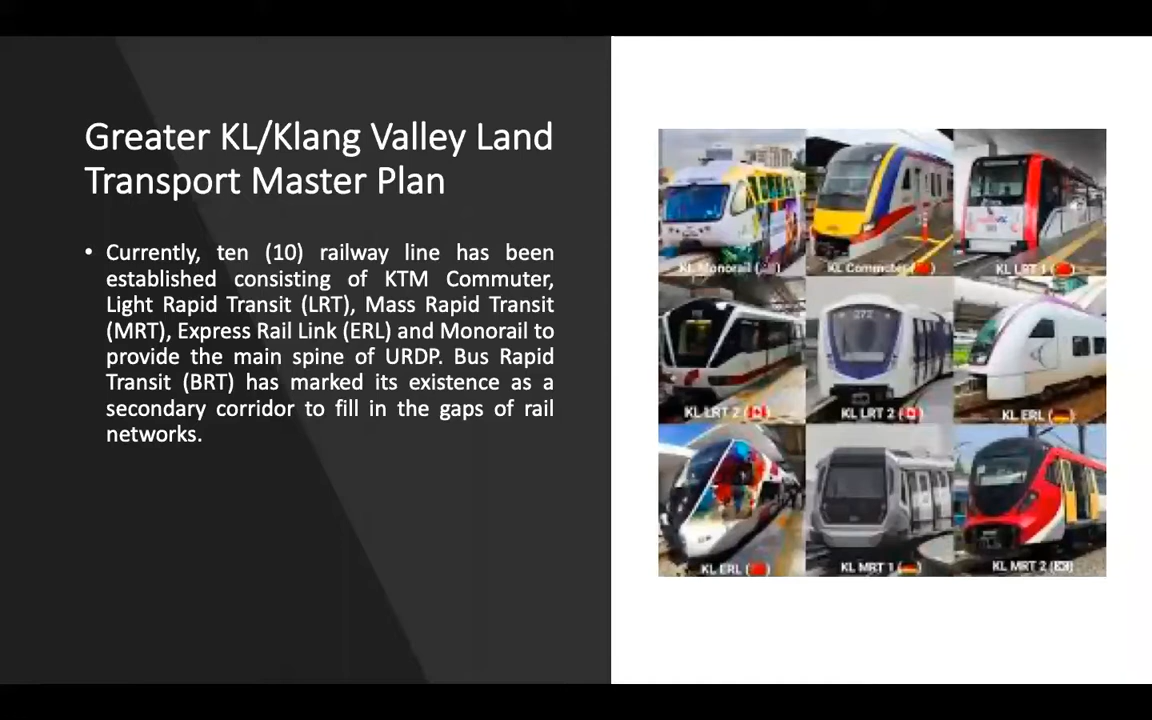 Greater KL/Klang Valley Land
Transport Master Plan
• Currently, ten (10) railway line has been
established consisting of KTM Commuter,
Light Rapid Transit (LRT), Mass Rapid Transit
(MRT), Express Rail Link (ERL) and Monorail to
provide the main spine of URDP. Bus Rapid
Transit (BRT) has marked its existence as a
secondary corridor to fill in the gaps of rail
networks.
KL Monorail (🇲🇾)
KL Commuter (🇨🇳)
KL LRT 1 (🇨🇳)
272
KL LRT 2 (🇨🇦)
KL LRT 2 (🇨🇦)
KL ERL (🇩🇪)
KL ERL (🇨🇳)
KL MRT 1 (🇩🇪)
KL MRT 2 (🇰🇷)